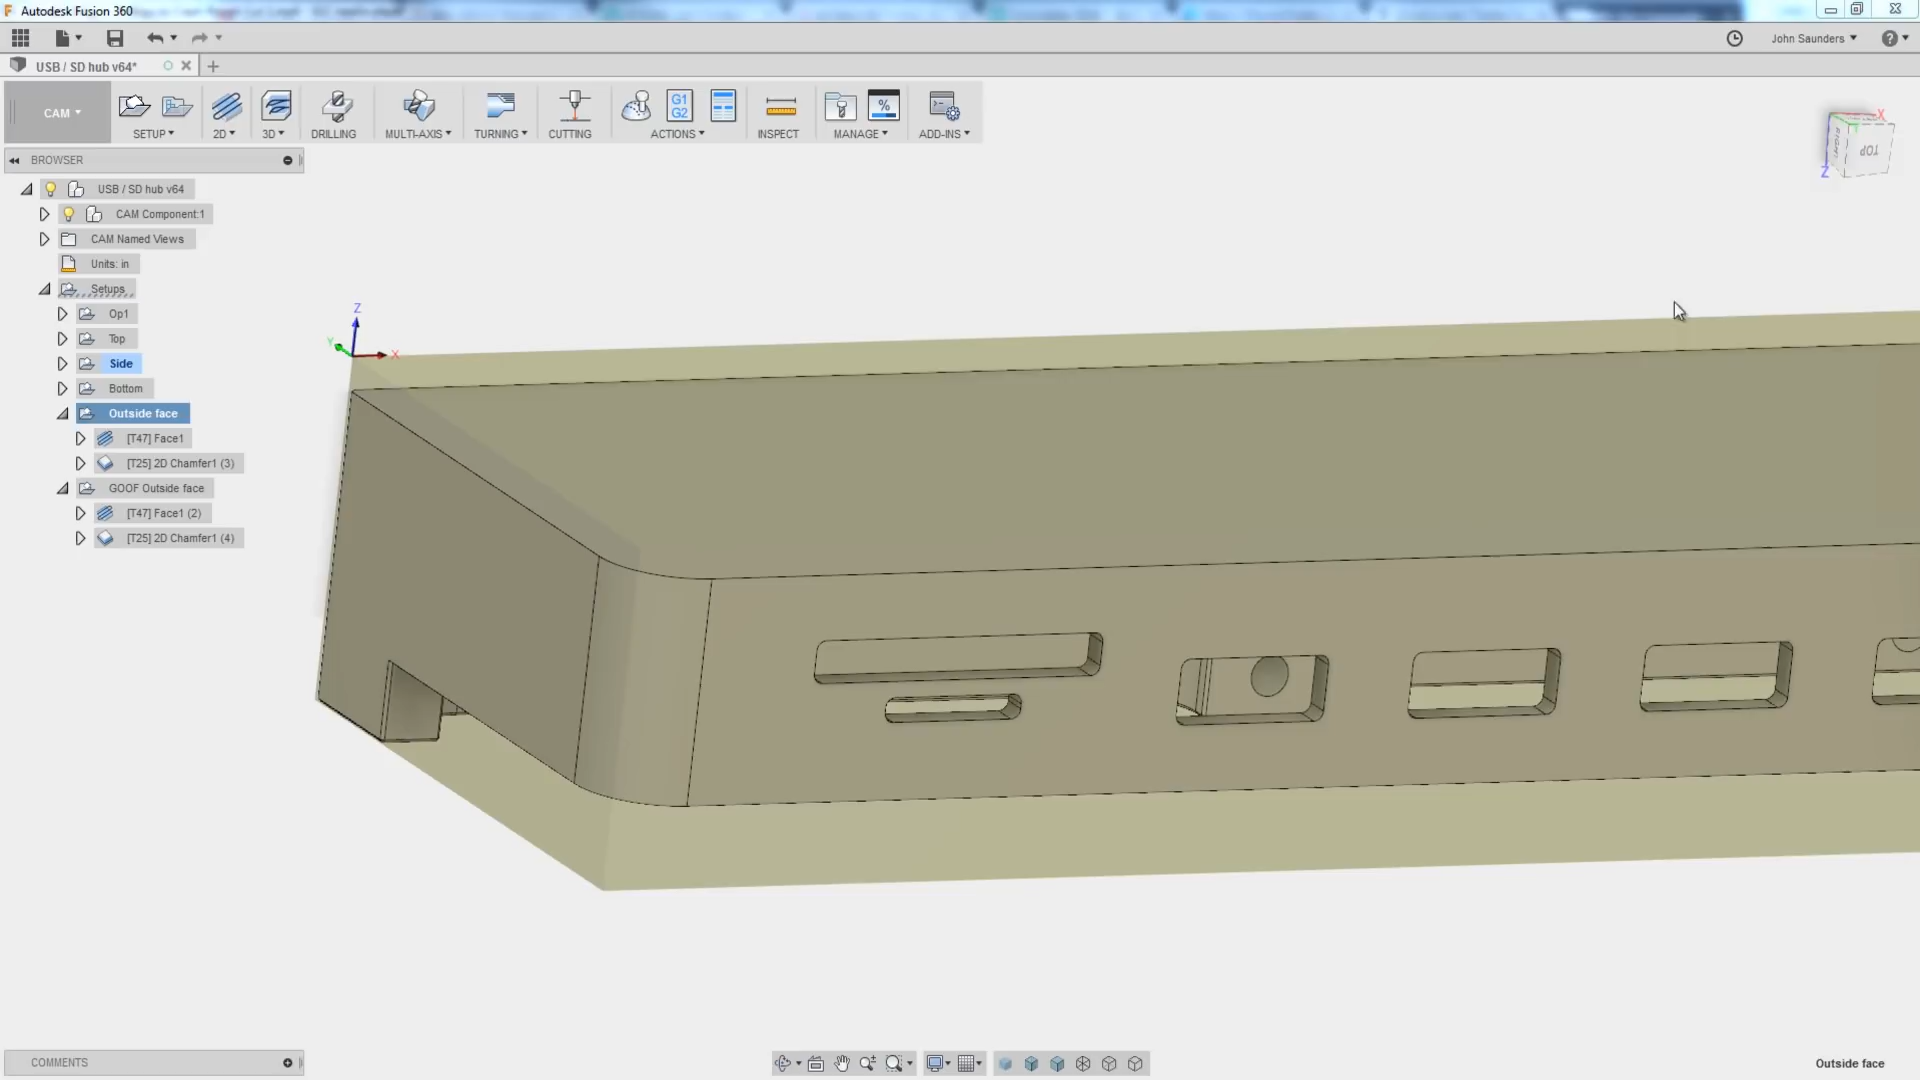 Autodesk Fusion 360
John Saunders
USB / SD hub v64*
CAM
SETUP
2D
3D
DRILLING
MULTI-AXIS
TURNING
CUTTING
G1
G2
ACTIONS
INSPECT
%
MANAGE
ADD-INS
X
TOP
RIGHT
Z
BROWSER
USB / SD hub v64
CAM Component:1
CAM Named Views
Units: in
Setups
Op1
Top
Side
Bottom
Outside face
[T47] Face1
[T25] 2D Chamfer1 (3)
GOOF Outside face
[T47] Face1 (2)
[T25] 2D Chamfer1 (4)
Z
Y
X
COMMENTS
Outside face